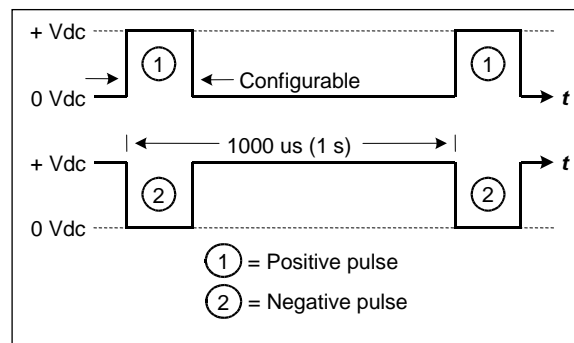 + Vdc
1
1
Configurable
0 Vdc
t
1000 us (1 s)
+ Vdc
t
2
2
0 Vdc
1 = Positive pulse
2 = Negative pulse